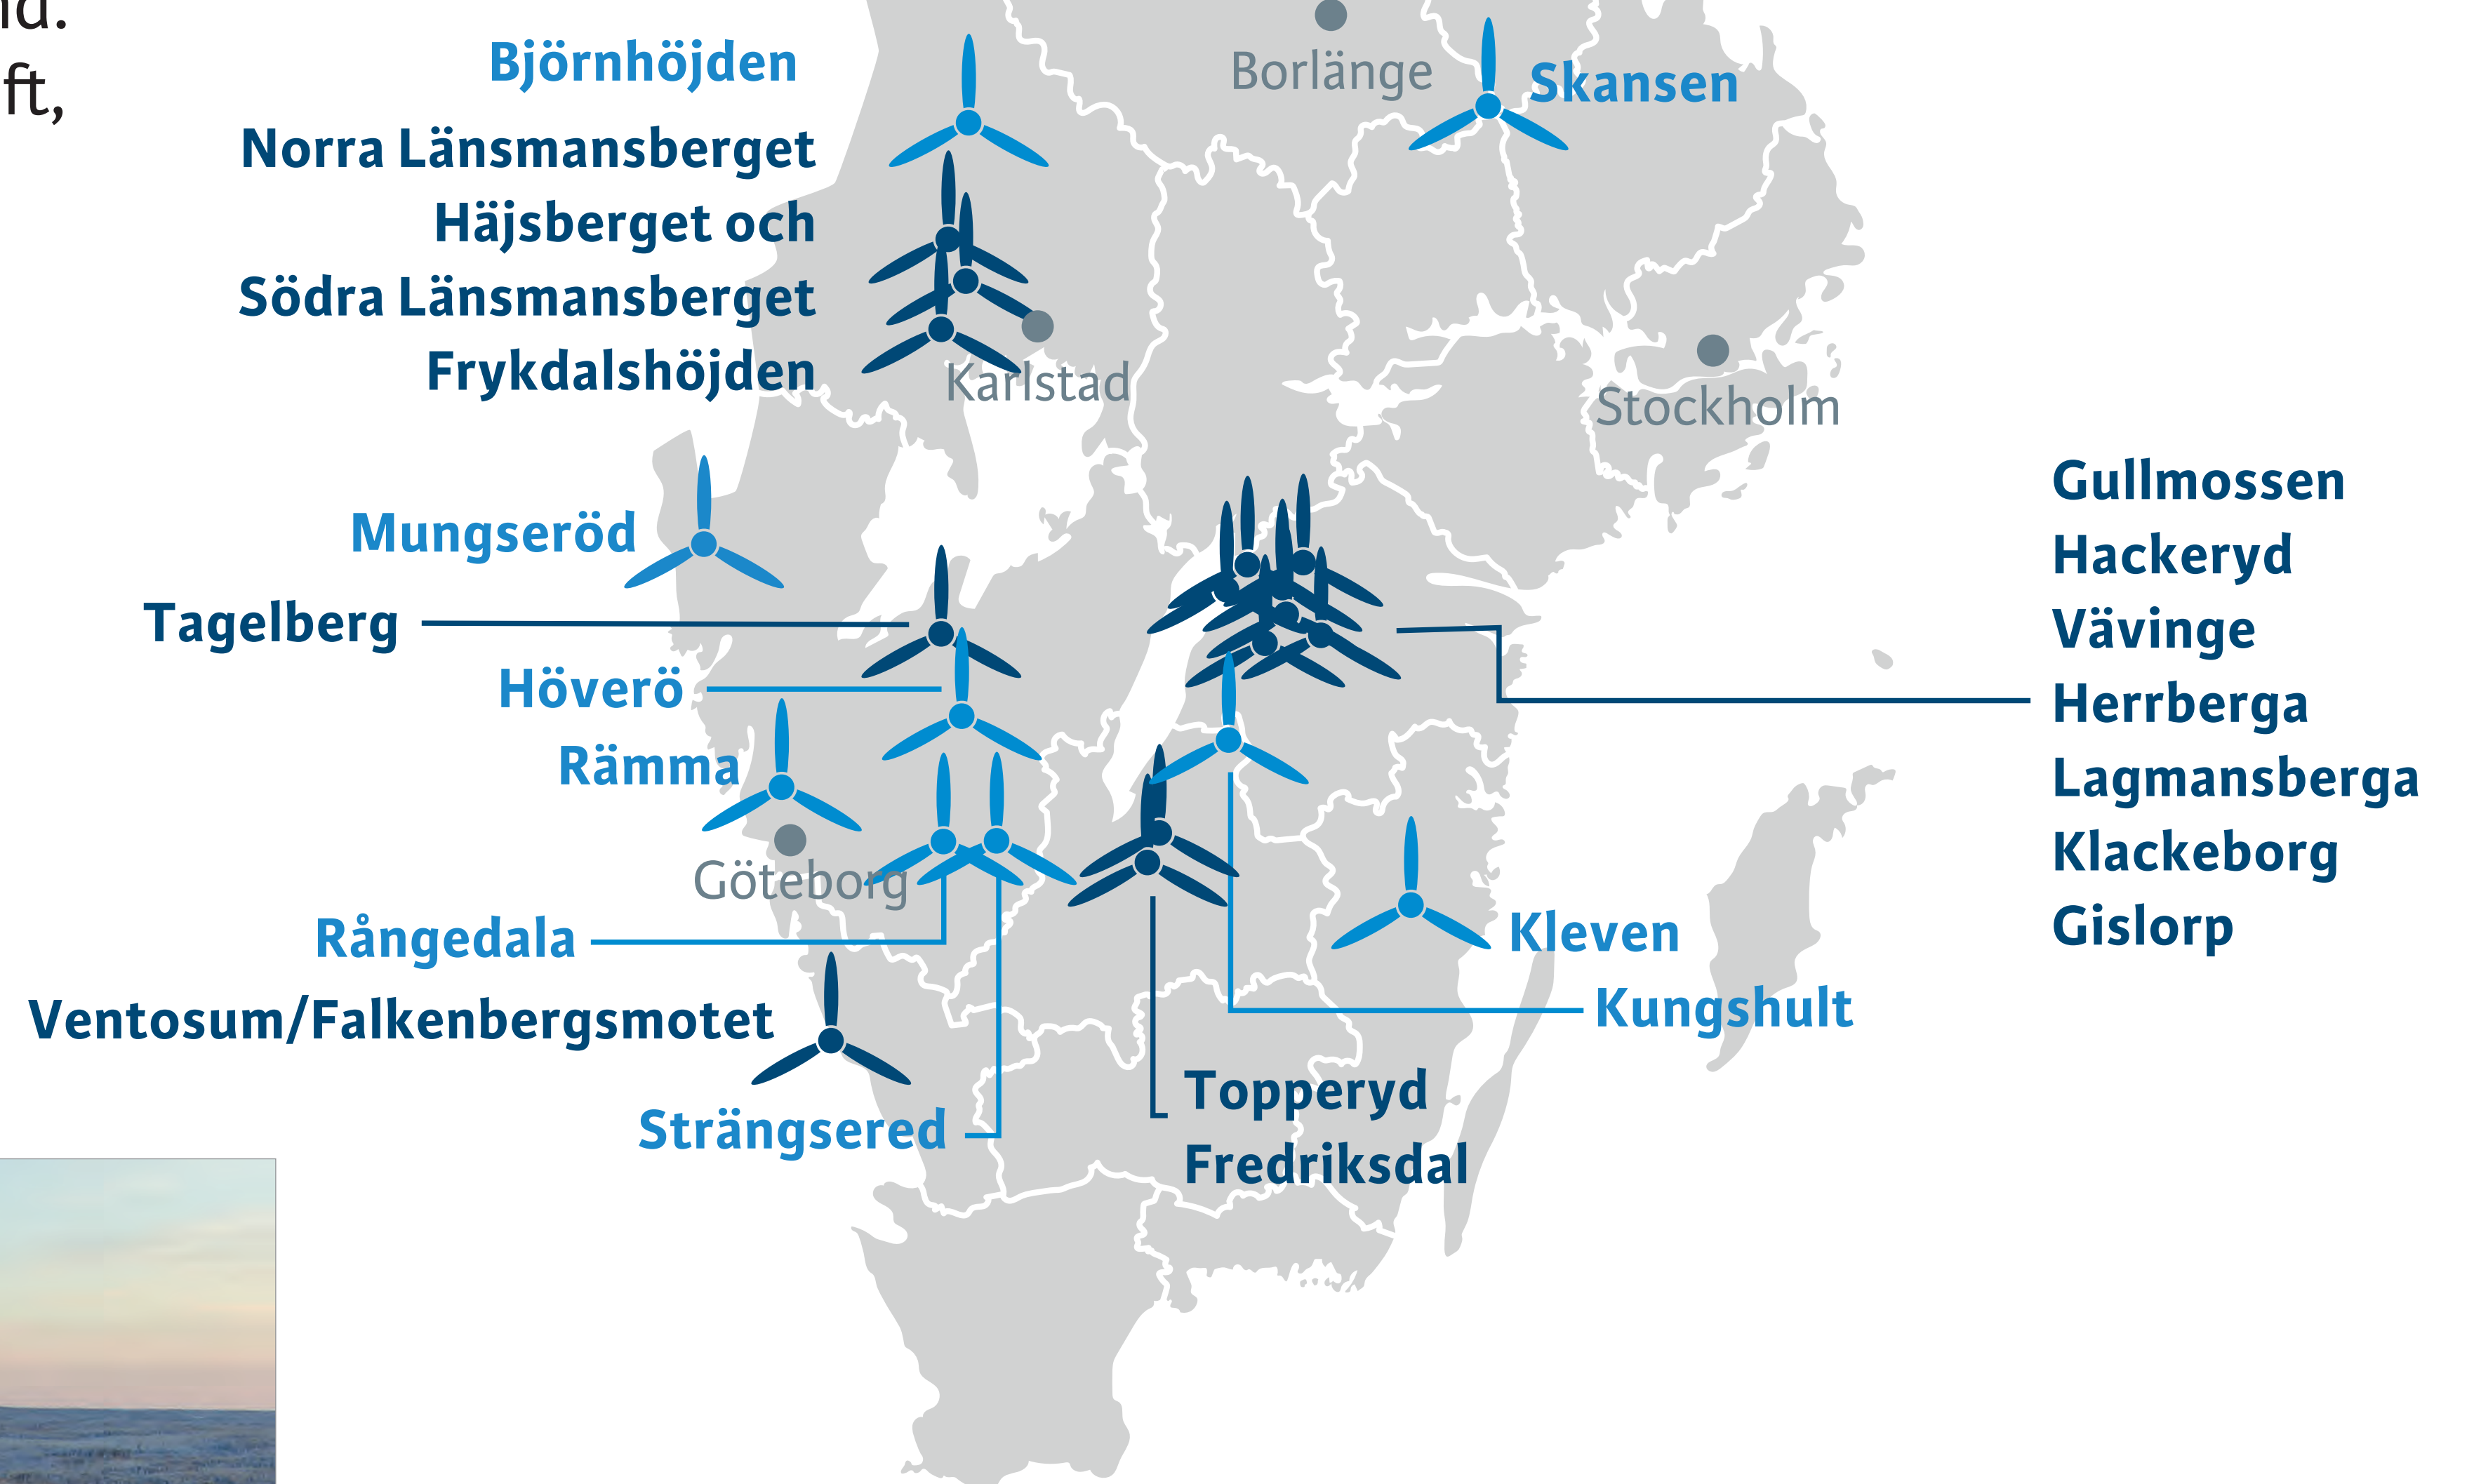 ft,
Björnhöjden
Norra Länsmansberget
Häjsberget och
Södra Länsmansberget
Frykdalshöjden
Borlänge
Skansen
Karlstad
Stockholm
Mungseröd
Tagelberg
Höverö
Rämma
Göteborg
Rångedala
Ventosum/Falkenbergsmotet
Strängsered
Gullmossen
Hackeryd
Vävinge
Herrberga
Lagmansberga
Klackeborg
Gislorp
Kleven
Kungshult
Topperyd
Fredriksdal